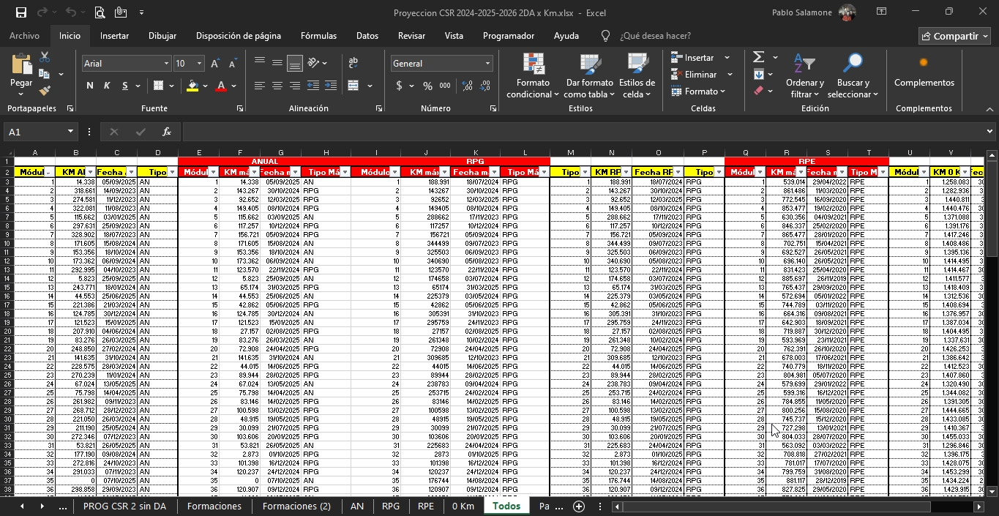 Proyeccion CSR 2024-2025-2026 2DA x Km.xlsx - Excel
Pablo Salamone
Archivo Inicio Insertar Dibujar Disposición de página Fórmulas Datos Revisar Vista Programador Ayuda ¿Qué desea hacer? Compartir
Pegar Arial 10 General Formato condicional Dar formato como tabla Estilos de celda Insertar Eliminar Formato Ordenar y filtrar Buscar y seleccionar Complementos
N K S $ % 000
Portapapeles Fuente Alineación Número Estilos Celdas Edición Complementos
A1 fx
A B C D E F G H I J K L M N O P Q R S T U V
1 ANUAL RPG RPE
2 Módul KM A Fecha Tipo Módul KM má Fecha m Tipo Má Módulo KM má Fecha m Tipo Má Tipo KM RP Fecha RF Tipo Módul KM má Fecha m Tipo M Módul KM 0 K Fec
3 1 14.338 05/09/2025 AN 1 14.338 05/09/2025 AN 1 188.991 18/07/2024 RPG 1 188.991 18/07/2024 RPG 1 539.014 29/04/2022 RPE 1 1.258.083
4 2 318.661 14/09/2023 AN 2 143.267 30/10/2024 RPG 2 143267 30/10/2024 RPG 2 143.267 30/10/2024 RPG 2 861.486 11/03/2020 RPE 2 1.282.936
5 3 274.581 11/12/2023 AN 3 92.652 12/03/2025 RPG 3 92652 12/03/2025 RPG 3 92.652 12/03/2025 RPG 3 772.545 16/09/2020 RPE 3 1.440.811
6 4 322.081 11/08/2023 AN 4 149.405 08/10/2024 RPG 4 149405 08/10/2024 RPG 4 149.405 08/10/2024 RPG 4 853.477 19/02/2020 RPE 4 1.440.476
7 5 115.662 03/01/2025 AN 5 115.662 03/01/2025 AN 5 288662 17/11/2023 RPG 5 288.662 17/11/2023 RPG 5 630.356 04/09/2021 RPE 5 1.371.088
8 6 297.631 25/09/2023 AN 6 117.257 10/12/2024 RPG 6 117257 10/12/2024 RPG 6 117.257 10/12/2024 RPG 6 846.337 25/02/2020 RPE 6 1.391.176
9 7 328.902 18/07/2023 AN 7 156.721 05/09/2024 RPG 7 156721 05/09/2024 RPG 7 156.721 05/09/2024 RPG 7 865.477 28/01/2020 RPE 7 1.417.246
10 8 171.605 15/08/2024 AN 8 171.605 15/08/2024 AN 8 344499 09/07/2023 RPG 8 344.499 09/07/2023 RPG 8 702.751 15/04/2021 RPE 8 1.408.486
11 9 153.356 18/10/2024 AN 9 153.356 18/10/2024 AN 9 325503 06/09/2023 RPG 9 325.503 06/09/2023 RPG 9 692.527 26/05/2021 RPE 9 1.395.136
12 10 173.362 06/09/2024 AN 10 173.362 06/09/2024 AN 10 340690 05/08/2023 RPG 10 340.690 05/08/2023 RPG 10 696.140 26/05/2021 RPE 10 1.414.495
13 11 292.995 04/10/2023 AN 11 123.570 22/11/2024 RPG 11 123570 22/11/2024 RPG 11 123.570 22/11/2024 RPG 11 831.423 25/04/2020 RPE 11 1.414.467
14 12 5.823 25/09/2025 AN 12 5.823 25/09/2025 AN 12 174658 03/07/2024 RPG 12 174.658 03/07/2024 RPG 12 885.697 26/11/2019 RPE 12 1.411.577
15 13 243.771 18/01/2024 AN 13 65.174 31/03/2025 RPG 13 65174 31/03/2025 RPG 13 65.174 31/03/2025 RPG 13 765.437 29/09/2020 RPE 13 1.418.409
16 14 44.553 25/06/2025 AN 14 44.553 25/06/2025 AN 14 225379 03/05/2024 RPG 14 225.379 03/05/2024 RPG 14 572.694 05/01/2022 RPE 14 1.312.536
17 15 221.386 21/03/2024 AN 15 42.862 05/06/2025 RPG 15 42862 05/06/2025 RPG 15 42.862 05/06/2025 RPG 15 744.789 03/11/2020 RPE 15 1.408.694
18 16 124.785 30/12/2024 AN 16 124.785 30/12/2024 AN 16 305391 31/10/2023 RPG 16 305.391 31/10/2023 RPG 16 664.316 09/08/2021 RPE 16 1.376.957
19 17 121.523 15/01/2025 AN 17 121.523 15/01/2025 AN 17 295759 24/11/2023 RPG 17 295.759 24/11/2023 RPG 17 642.903 18/09/2021 RPE 17 1.387.034
20 18 207.910 04/06/2024 AN 18 27.157 02/08/2025 RPG 18 27157 02/08/2025 RPG 18 27.157 02/08/2025 RPG 18 719.887 30/12/2020 RPE 18 1.404.495
21 19 83.276 26/03/2025 AN 19 83.276 26/03/2025 AN 19 261348 10/02/2024 RPG 19 261.348 10/02/2024 RPG 19 593.969 23/11/2021 RPE 19 1.337.631
22 20 248.850 27/02/2024 AN 20 72.908 24/04/2025 RPG 20 72908 24/04/2025 RPG 20 72.908 24/04/2025 RPG 20 762.391 26/10/2020 RPE 20 1.426.253
23 21 141.635 31/10/2024 AN 21 141.635 31/10/2024 AN 21 309685 12/10/2023 RPG 21 309.685 12/10/2023 RPG 21 678.003 17/06/2021 RPE 21 1.386.642
24 22 228.575 28/03/2024 AN 22 44.015 14/06/2025 RPG 22 44015 14/06/2025 RPG 22 44.015 14/06/2025 RPG 22 740.779 18/11/2020 RPE 22 1.412.523
25 23 270.239 11/01/2024 AN 23 89.944 28/02/2025 RPG 23 89944 28/02/2025 RPG 23 89.944 28/02/2025 RPG 23 804.981 05/07/2020 RPE 23 1.407.860
26 24 67.024 13/05/2025 AN 24 67.024 13/05/2025 AN 24 238783 09/04/2024 RPG 24 238.783 09/04/2024 RPG 24 579.699 29/01/2022 RPE 24 1.320.490
27 25 75.798 14/04/2025 AN 25 75.798 14/04/2025 AN 25 253715 24/02/2024 RPG 25 253.715 24/02/2024 RPG 25 599.316 16/12/2021 RPE 25 1.344.082
28 26 261.982 09/11/2023 AN 26 83.146 14/02/2025 RPG 26 83146 14/02/2025 RPG 26 83.146 14/02/2025 RPG 26 784.855 11/05/2020 RPE 26 1.391.305
29 27 268.712 28/12/2023 AN 27 100.598 13/02/2025 RPG 27 100598 13/02/2025 RPG 27 100.598 13/02/2025 RPG 27 800.256 15/08/2020 RPE 27 1.444.665
30 28 221.050 26/03/2024 AN 28 48.915 19/05/2025 RPG 28 48915 19/05/2025 RPG 28 48.915 19/05/2025 RPG 28 745.737 15/12/2020 RPE 28 1.433.085
31 29 211.190 25/05/2024 AN 29 30.099 21/07/2025 RPG 29 30099 21/07/2025 RPG 29 30.099 21/07/2025 RPG 29 727.298 13/01/2021 RPE 29 1.410.367
32 30 272.346 07/12/2023 AN 30 103.606 20/01/2025 RPG 30 103606 20/01/2025 RPG 30 103.606 20/01/2025 RPG 30 804.033 28/07/2020 RPE 30 1.455.033
33 31 53.821 26/05/2025 AN 31 53.821 26/05/2025 AN 31 225683 24/04/2024 RPG 31 225.683 24/04/2024 RPG 31 563.092 03/03/2022 RPE 31 1.296.846
34 32 177.190 09/08/2024 AN 32 2.873 01/10/2025 RPG 32 2873 01/10/2025 RPG 32 2.873 01/10/2025 RPG 32 708.818 27/02/2021 RPE 32 1.396.175
35 33 272.816 24/10/2023 AN 33 101.398 16/12/2024 RPG 33 101398 16/12/2024 RPG 33 101.398 16/12/2024 RPG 33 781.017 17/07/2020 RPE 33 1.428.075
36 34 291.033 07/11/2023 AN 34 120.237 24/12/2024 RPG 34 120237 24/12/2024 RPG 34 120.237 24/12/2024 RPG 34 799.759 31/08/2020 RPE 34 1.453.299
37 35 0 07/10/2025 AN 35 0 07/10/2025 AN 35 176744 14/08/2024 RPG 35 176.744 14/08/2024 RPG 35 881.117 28/12/2019 RPE 35 1.434.224
38 36 298.858 29/09/2023 AN 36 120.907 09/12/2024 RPG 36 120907 09/12/2024 RPG 36 120.907 09/12/2024 RPG 36 827.825 29/05/2020 RPE 36 1.429.915
... PROG CSR 2 sin DA Formaciones Formaciones (2) AN RPG RPE 0 Km Todos Pa ...